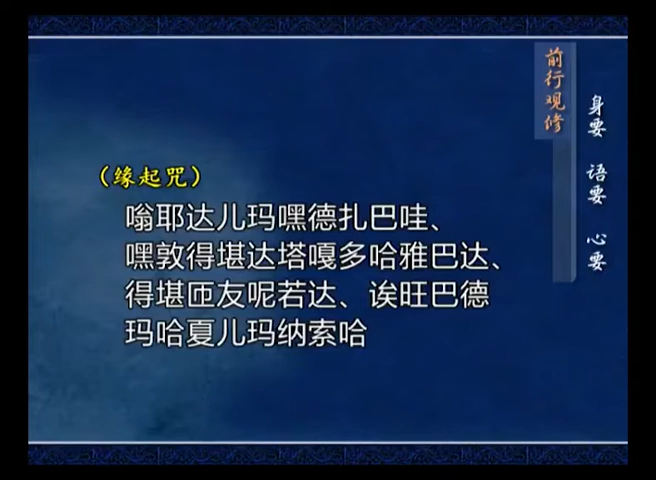 前行观修
身要 语要 心要
（缘起咒）
嗡耶达儿玛嘿德扎巴哇、
嘿敦得堪达塔嘎多哈雅巴达、
得堪匝友呢若达、诶旺巴德
玛哈夏儿玛纳索哈